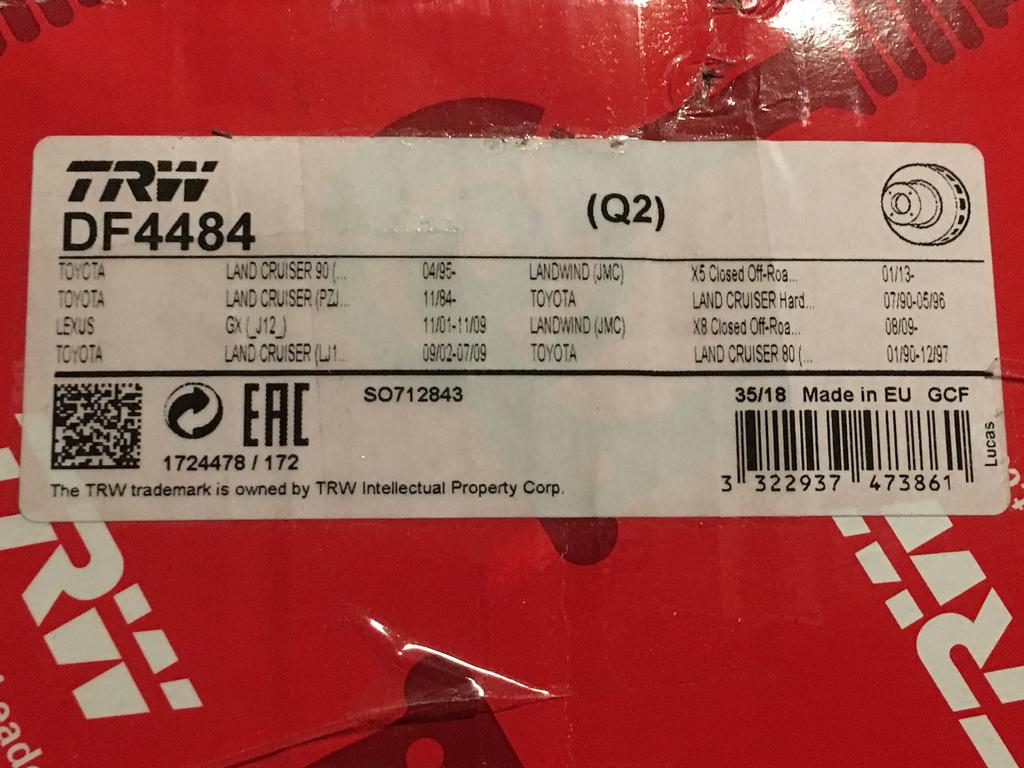 TRW
DF4484
(Q2)
TOYOTA LAND CRUISER 90 (... 04/95- LANDWIND (JMC) X5 Closed Off-Roa... 01/13-
TOYOTA LAND CRUISER (PZJ... 11/84- TOYOTA LAND CRUISER Hard... 07/90-05/96
LEXUS GX (_J12_) 11/01-11/09 LANDWIND (JMC) X8 Closed Off-Roa... 08/09-
TOYOTA LAND CRUISER (LJ1... 09/02-07/09 TOYOTA LAND CRUISER 80 (... 01/90-12/97
EAC
SO712843
35/18 Made in EU GCF
1724478 / 172
Lucas
3 322937 473861
The TRW trademark is owned by TRW Intellectual Property Corp.
TRW
TRW